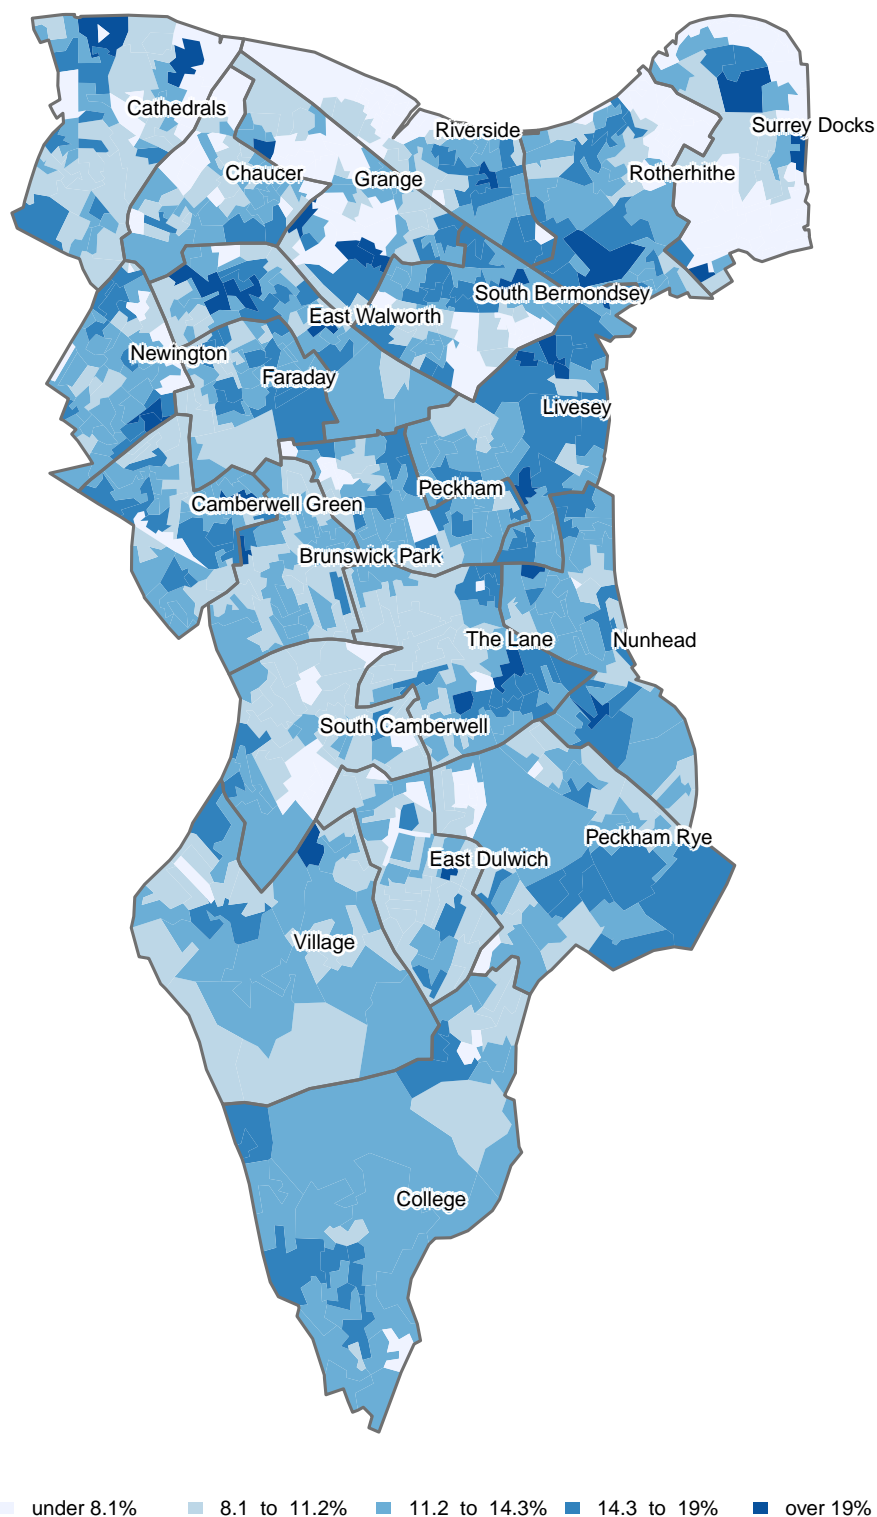 Cathedrals
Riverside
Surrey Docks
Chaucer
Grange
Rotherhithe
South Bermondsey
East Walworth
Newington
Faraday
Livesey
Peckham
Camberwell Green
Brunswick Park
The Lane
Nunhead
South Camberwell
Peckham Rye
East Dulwich
Village
College
under 8.1% 8.1 to 11.2% 11.2 to 14.3% 14.3 to 19% over 19%